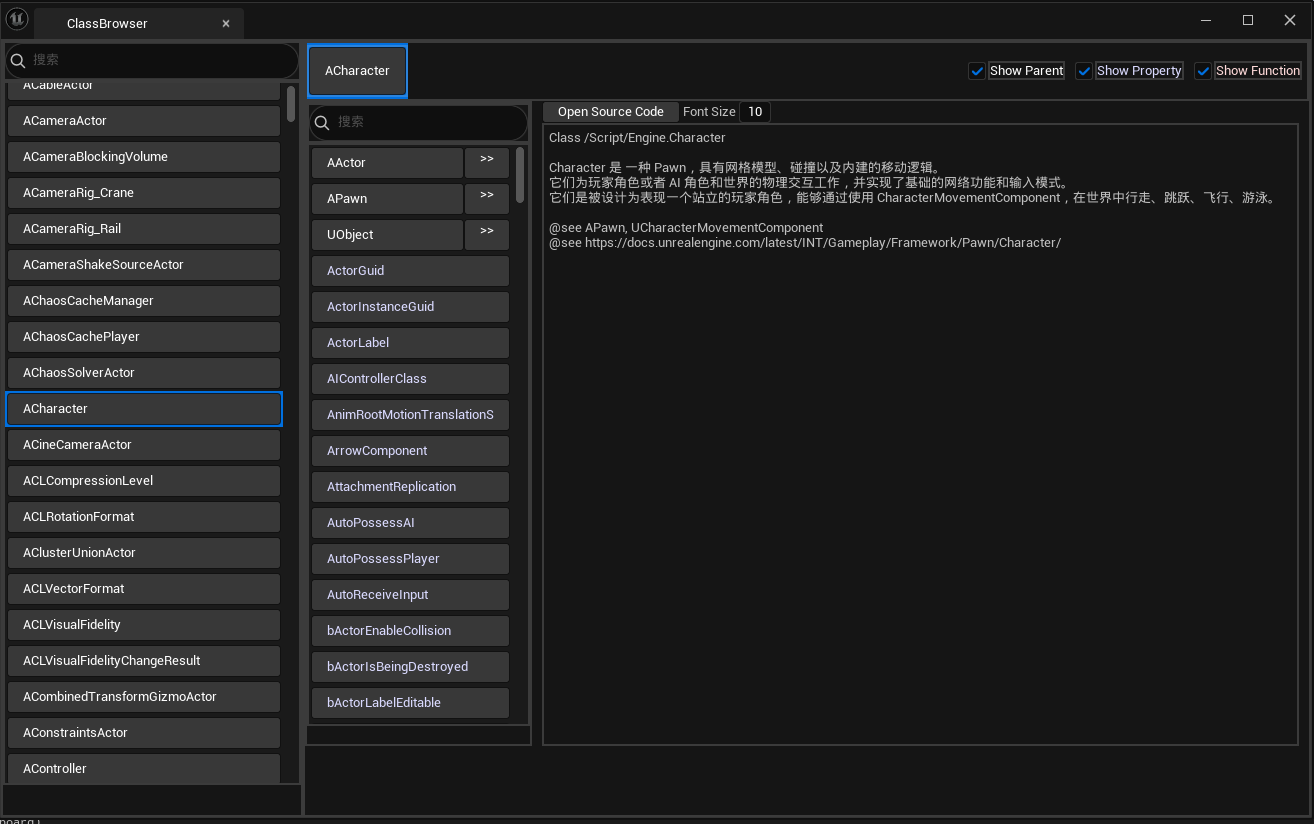 ClassBrowser
搜索
ACableActor
ACameraActor
ACameraBlockingVolume
ACameraRig_Crane
ACameraRig_Rail
ACameraShakeSourceActor
AChaosCacheManager
AChaosCachePlayer
AChaosSolverActor
ACharacter
ACineCameraActor
ACLCompressionLevel
ACLRotationFormat
AClusterUnionActor
ACLVectorFormat
ACLVisualFidelity
ACLVisualFidelityChangeResult
ACombinedTransformGizmoActor
AConstraintsActor
AController
ACharacter
Show Parent
Show Property
Show Function
搜索
AActor >>
APawn >>
UObject >>
ActorGuid
ActorInstanceGuid
ActorLabel
AIControllerClass
AnimRootMotionTranslationS
ArrowComponent
AttachmentReplication
AutoPossessAI
AutoPossessPlayer
AutoReceiveInput
bActorEnableCollision
bActorIsBeingDestroyed
bActorLabelEditable
Open Source Code Font Size 10
Class /Script/Engine.Character
Character 是 一种 Pawn，具有网格模型、碰撞以及内建的移动逻辑。
它们为玩家角色或者 AI 角色和世界的物理交互工作，并实现了基础的网络功能和输入模式。
它们是被设计为表现一个站立的玩家角色，能够通过使用 CharacterMovementComponent，在世界中行走、跳跃、飞行、游泳。
@see APawn, UCharacterMovementComponent
@see https://docs.unrealengine.com/latest/INT/Gameplay/Framework/Pawn/Character/